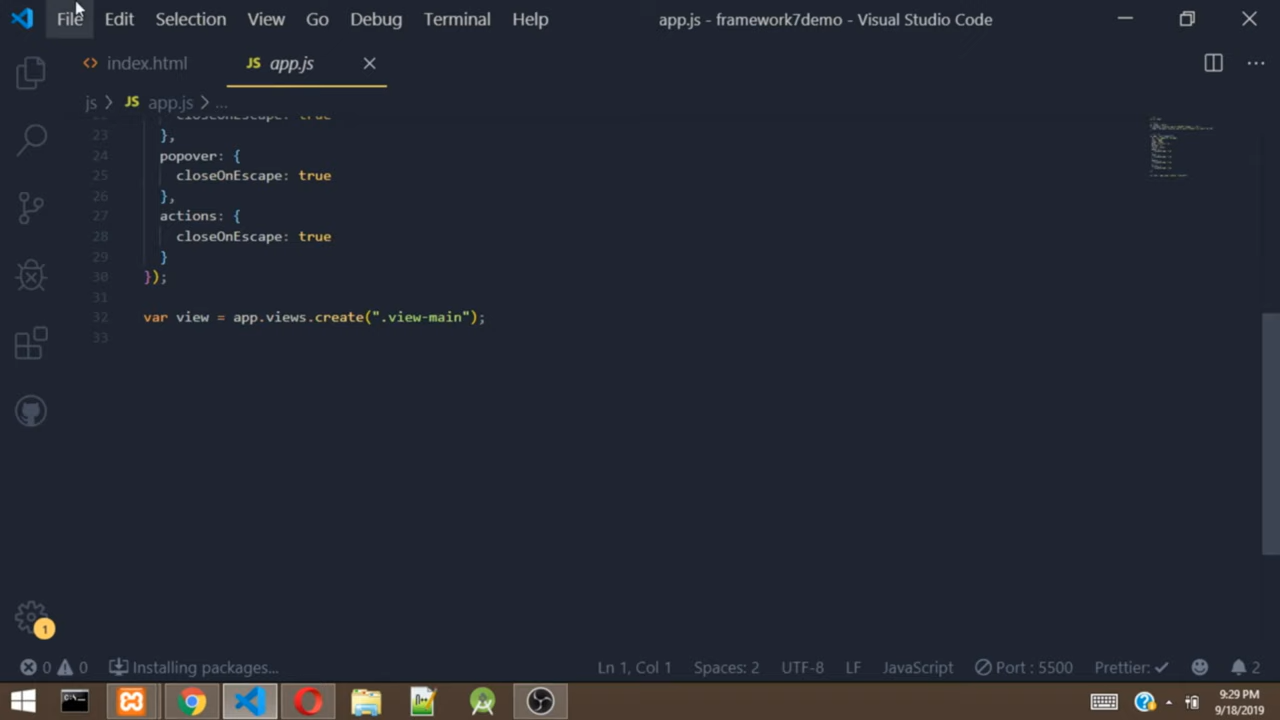 File Edit Selection View Go Debug Terminal Help app.js - framework7demo - Visual Studio Code
index.html JS app.js
js > JS app.js > ...
closeOnEscape: true
23 },
24 popover: {
25 closeOnEscape: true
26 },
27 actions: {
28 closeOnEscape: true
29 }
30 });
31
32 var view = app.views.create(".view-main");
33
1
0 0 Installing packages... Ln 1, Col 1 Spaces: 2 UTF-8 LF JavaScript Port : 5500 Prettier: 2
9:29 PM
9/18/2019